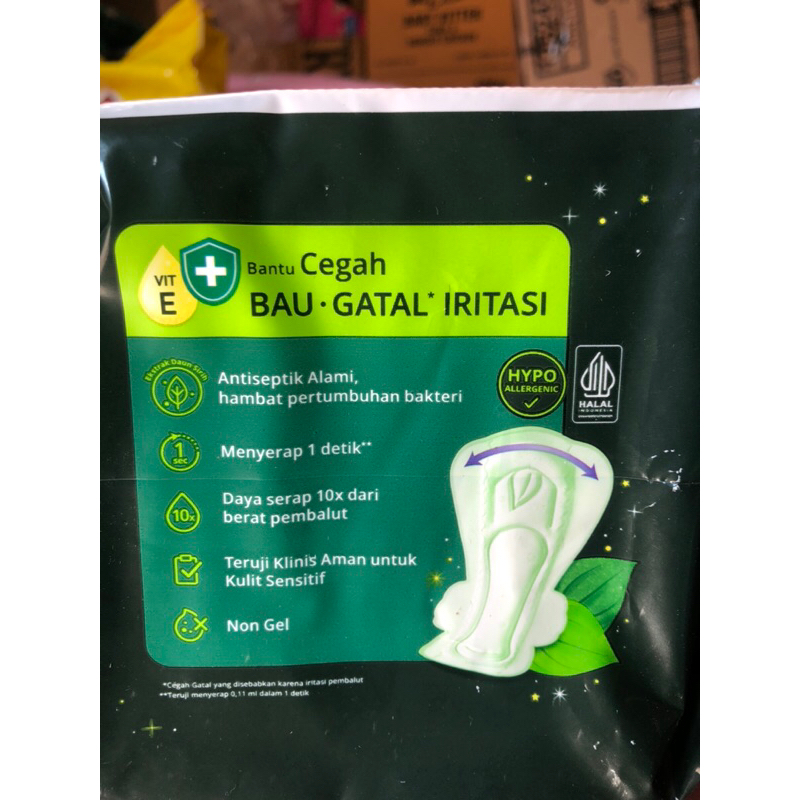 VIT
E
Bantu Cegah
BAU · GATAL* IRITASI
Ekstrak Daun Sirih
Antiseptik Alami,
hambat pertumbuhan bakteri
HYPO
ALLERGENIC
HALAL
INDONESIA
1
sec
Menyerap 1 detik**
10x
Daya serap 10x dari
berat pembalut
Teruji Klinis Aman untuk
Kulit Sensitif
Non Gel
*Cegah Gatal yang disebabkan karena iritasi pembalut
**Teruji menyerap 0,11 ml dalam 1 detik